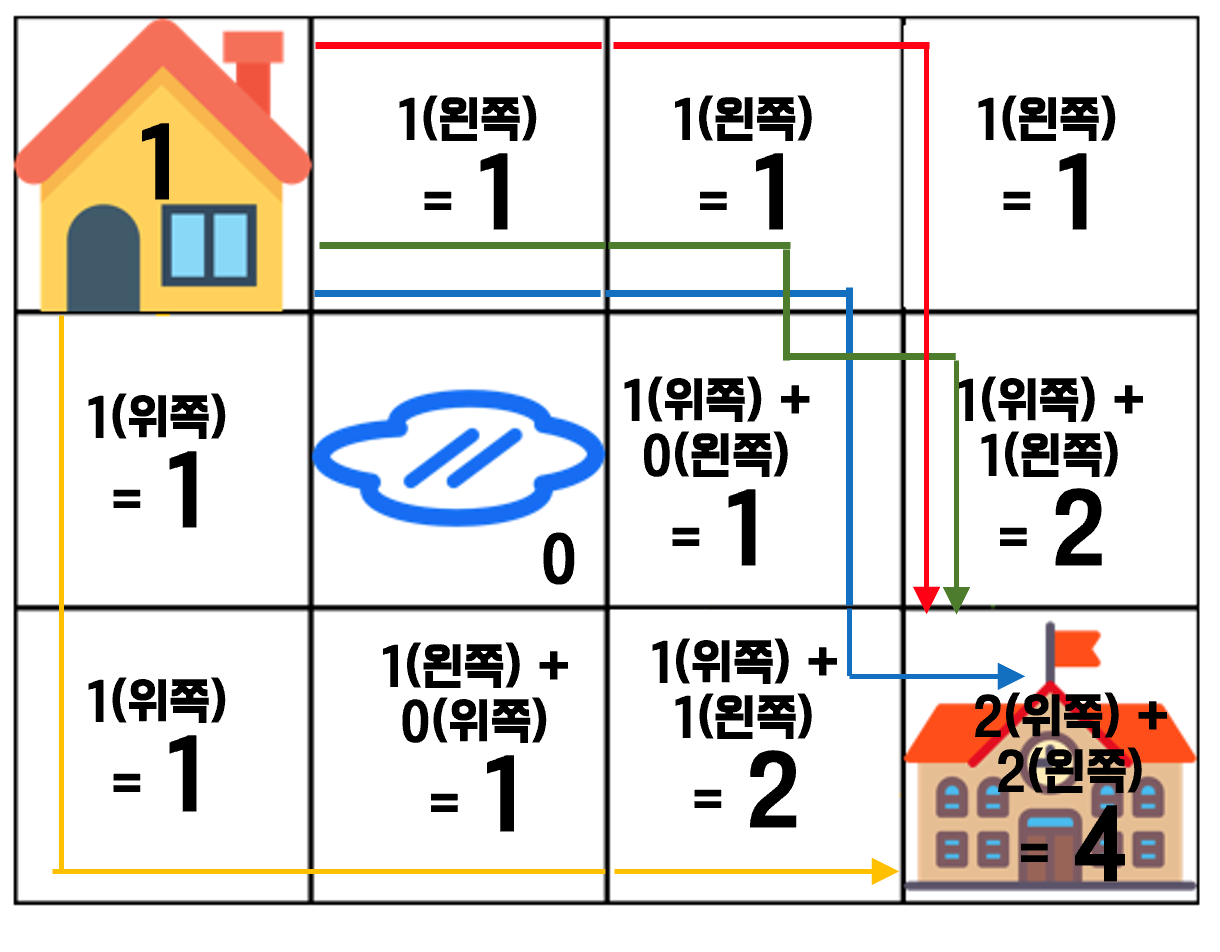 1
1(왼쪽)
= 1
1(왼쪽)
= 1
1(왼쪽)
= 1
1(위쪽)
= 1
0
1(위쪽) +
0(왼쪽)
= 1
1(위쪽) +
1(왼쪽)
= 2
1(위쪽)
= 1
1(왼쪽) +
0(위쪽)
= 1
1(위쪽) +
1(왼쪽)
= 2
2(위쪽) +
2(왼쪽)
= 4